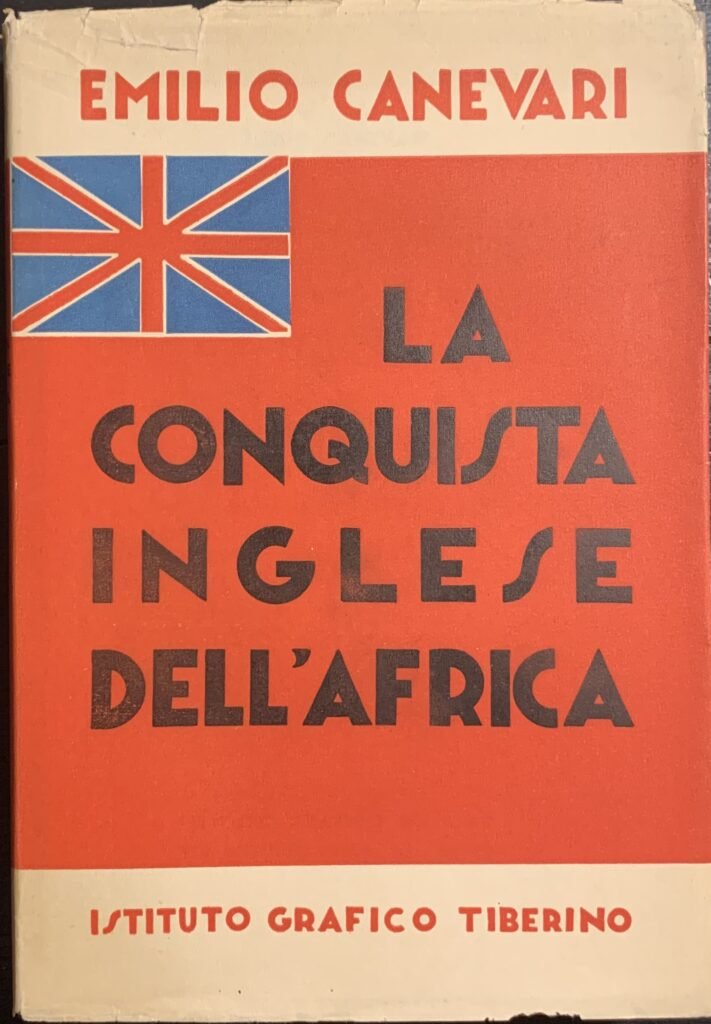 EMILIO CANEVARI
LA
CONQUISTA
INGLESE
DELL'AFRICA
ISTITUTO GRAFICO TIBERINO